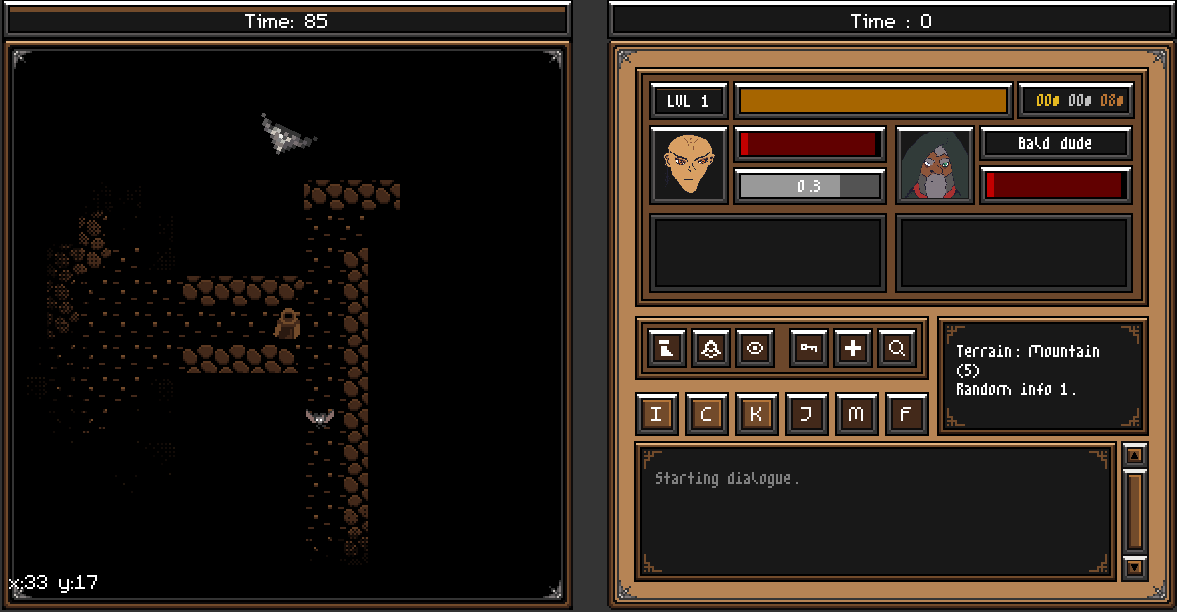 Time: 85
Time : 0
LVL 1
00 00 08
Bald dude
0.3
Terrain: Mountain
(5)
Random info 1.
I C K J M F
Starting dialogue.
x:33 y:17